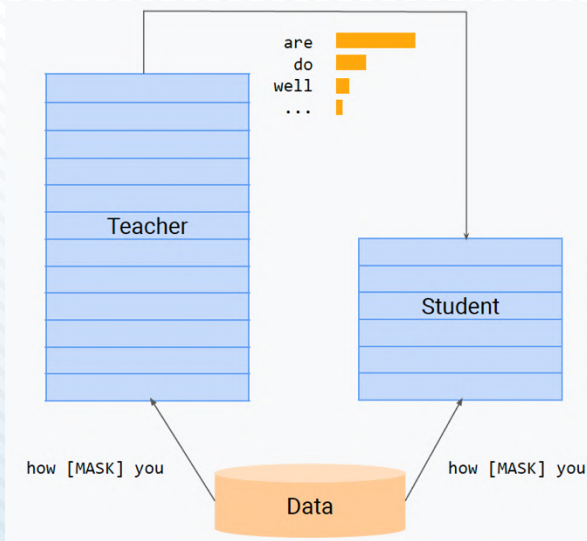 are
do
well
...
Teacher
Student
how [MASK] you
how [MASK] you
Data